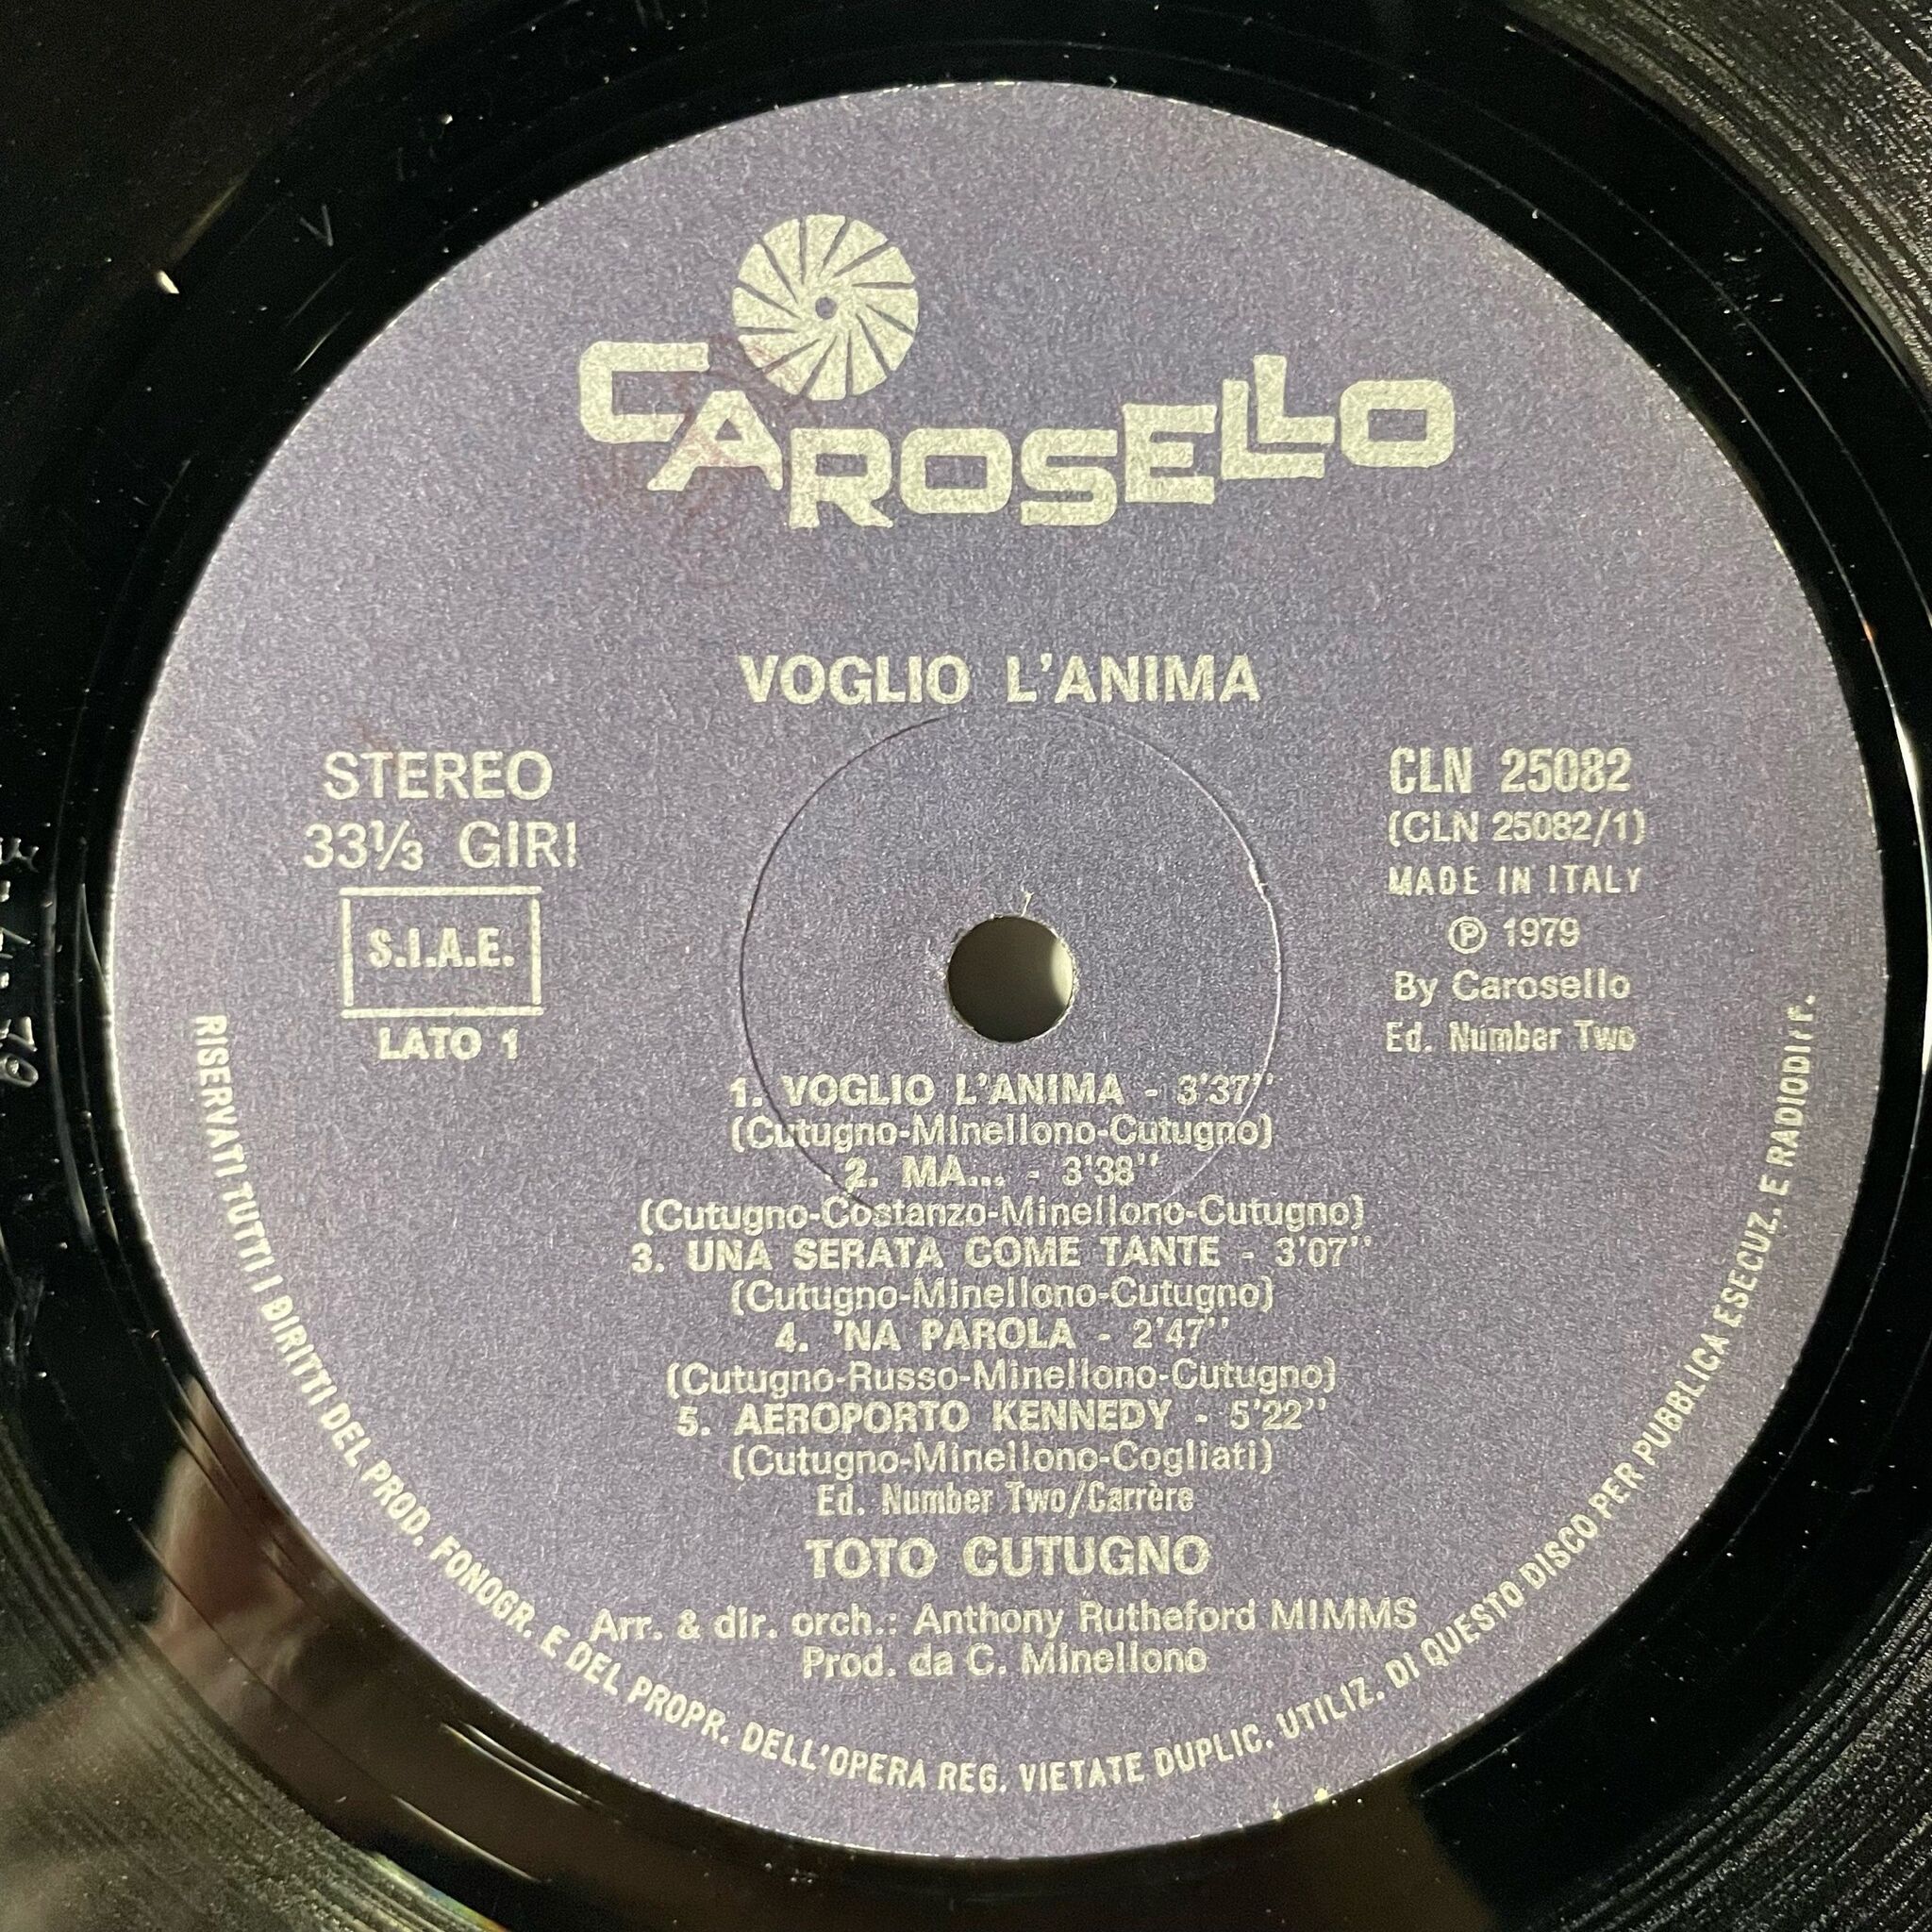 CAROSELLO
VOGLIO L'ANIMA
STEREO
33⅓ GIRI
S.I.A.E.
LATO 1
CLN 25082
(CLN 25082/1)
MADE IN ITALY
Ⓟ 1979
By Carosello
Ed. Number Two
1. VOGLIO L'ANIMA - 3'37''
(Cutugno-Minellono-Cutugno)
2. MA... - 3'38''
(Cutugno-Costanzo-Minellono-Cutugno)
3. UNA SERATA COME TANTE - 3'07''
(Cutugno-Minellono-Cutugno)
4. 'NA PAROLA - 2'47''
(Cutugno-Russo-Minellono-Cutugno)
5. AEROPORTO KENNEDY - 5'22''
(Cutugno-Minellono-Cogliati)
Ed. Number Two/Carrère
TOTO CUTUGNO
Arr. & dir. orch.: Anthony Rutheford MIMMS
Prod. da C. Minellono
RISERVATI TUTTI I DIRITTI DEL PROD. FONOGR. E DEL PROPR. DELL'OPERA REG. VIETATE DUPLIC. UTILIZ. DI QUESTO DISCO PER PUBBLICA ESECUZ. E RADIODIFF.